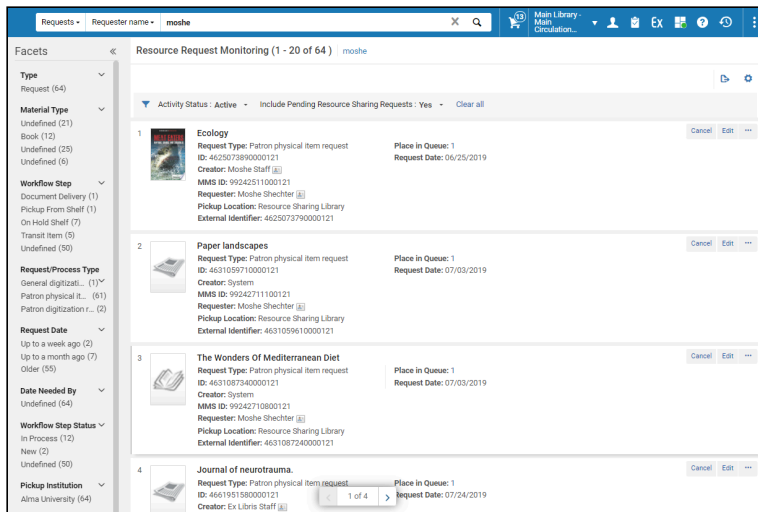 Requests Requester name moshe 13 Main Library - Main Circulation... Ex
Facets
Resource Request Monitoring (1 - 20 of 64 ) moshe
Type
Request (64)
Material Type
Undefined (21)
Book (12)
Undefined (25)
Undefined (6)
Workflow Step
Document Delivery (1)
Pickup From Shelf (1)
On Hold Shelf (7)
Transit Item (5)
Undefined (50)
Request/Process Type
General digitizati... (1)
Patron physical it... (61)
Patron digitization r... (2)
Request Date
Up to a week ago (2)
Up to a month ago (7)
Older (55)
Date Needed By
Undefined (64)
Workflow Step Status
In Process (12)
New (2)
Undefined (50)
Pickup Institution
Alma University (64)
Activity Status : Active Include Pending Resource Sharing Requests : Yes Clear all
1 Ecology Cancel Edit
Request Type: Patron physical item request Place in Queue: 1
ID: 4625073890000121 Request Date: 06/25/2019
Creator: Moshe Staff
MMS ID: 99242511000121
Requester: Moshe Shechter
Pickup Location: Resource Sharing Library
External Identifier: 4625073790000121
2 Paper landscapes Cancel Edit
Request Type: Patron physical item request Place in Queue: 1
ID: 4631059710000121 Request Date: 07/03/2019
Creator: System
MMS ID: 99242711100121
Requester: Moshe Shechter
Pickup Location: Resource Sharing Library
External Identifier: 4631059610000121
3 The Wonders Of Mediterranean Diet Cancel Edit
Request Type: Patron physical item request Place in Queue: 1
ID: 4631087340000121 Request Date: 07/03/2019
Creator: System
MMS ID: 99242710800121
Requester: Moshe Shechter
Pickup Location: Resource Sharing Library
External Identifier: 4631087240000121
4 Journal of neurotrauma. Cancel Edit
Request Type: Patron physical item request Place in Queue: 1
ID: 4661951580000121 Request Date: 07/24/2019
Creator: Ex Libris Staff
1 of 4